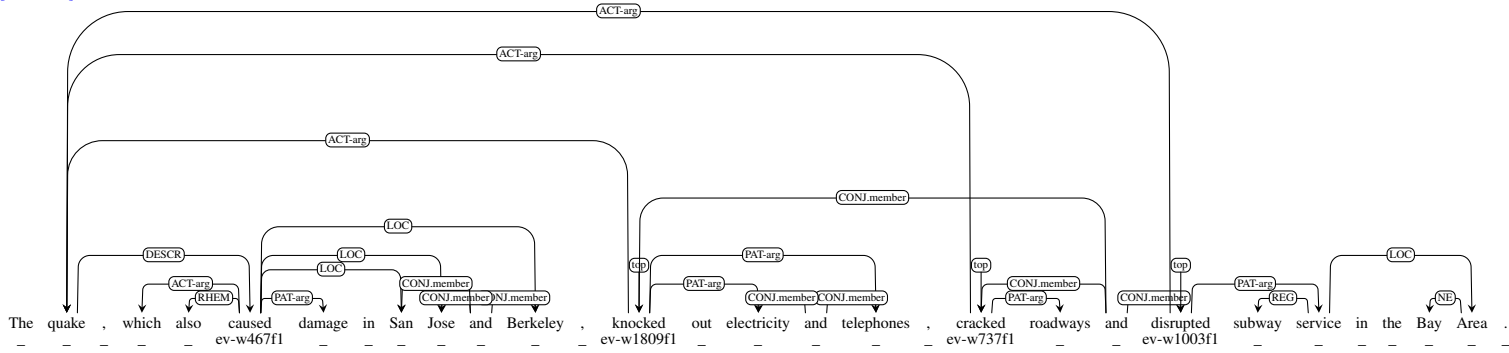 ACT-arg
ACT-arg
ACT-arg
CONJ.member
LOC
DESCR LOC top PAT-arg top top LOC
LOC
ACT-arg CONJ.member PAT-arg CONJ.member PAT-arg
RHEM PAT-arg CONJ.member CONJ.member CONJ.member PAT-arg CONJ.member REG NE
The quake , which also caused damage in San Jose and Berkeley , knocked out electricity and telephones , cracked roadways and disrupted subway service in the Bay Area .
_ _ _ _ _ ev-w467f1 _ _ _ _ _ _ _ ev-w1809f1 _ _ _ _ _ ev-w737f1 _ _ ev-w1003f1 _ _ _ _ _ _ _